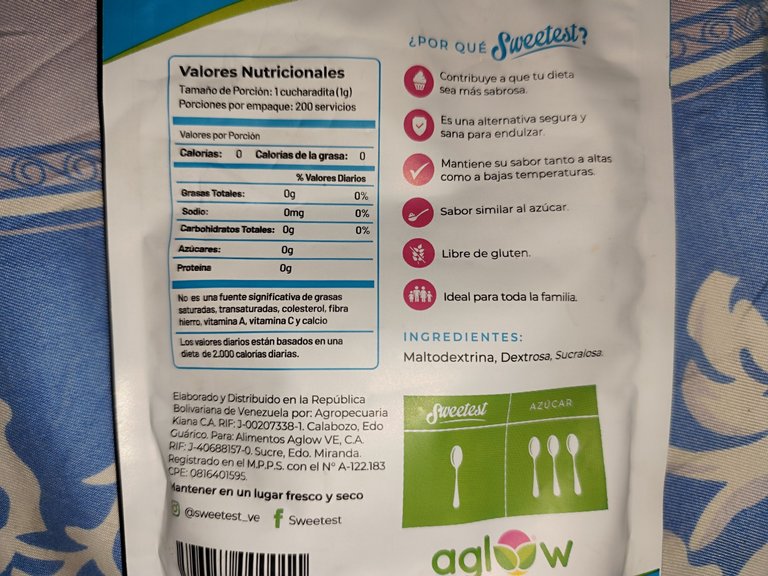 Valores Nutricionales
Tamaño de Porción: 1 cucharadita (1g)
Porciones por empaque: 200 servicios
Valores por Porción
Calorías: 0 Calorías de la grasa: 0
% Valores Diarios
Grasas Totales: 0g 0%
Sodio: 0mg 0%
Carbohidratos Totales: 0g 0%
Azúcares: 0g
Proteína 0g
No es una fuente significativa de grasas
saturadas, transaturadas, colesterol, fibra
hierro, vitamina A, vitamina C y calcio
Los valores diarios están basados en una
dieta de 2.000 calorías diarias.
Elaborado y Distribuido en la República
Bolivariana de Venezuela por: Agropecuaria
Kiana C.A. RIF: J-00207338-1. Calabozo, Edo
Guárico. Para: Alimentos Aglow VE, C.A.
RIF: J-40688157-0. Sucre, Edo. Miranda.
Registrado en el M.P.P.S. con el Nº A-122.183
CPE: 0816401595.
Mantener en un lugar fresco y seco
@sweetest_ve f Sweetest
¿POR QUÉ Sweetest?
Contribuye a que tu dieta
sea más sabrosa.
Es una alternativa segura y
sana para endulzar.
Mantiene su sabor tanto a altas
como a bajas temperaturas.
Sabor similar al azúcar.
Libre de gluten.
Ideal para toda la familia.
INGREDIENTES:
Maltodextrina, Dextrosa, Sucralosa.
Sweetest AZÚCAR
aglow